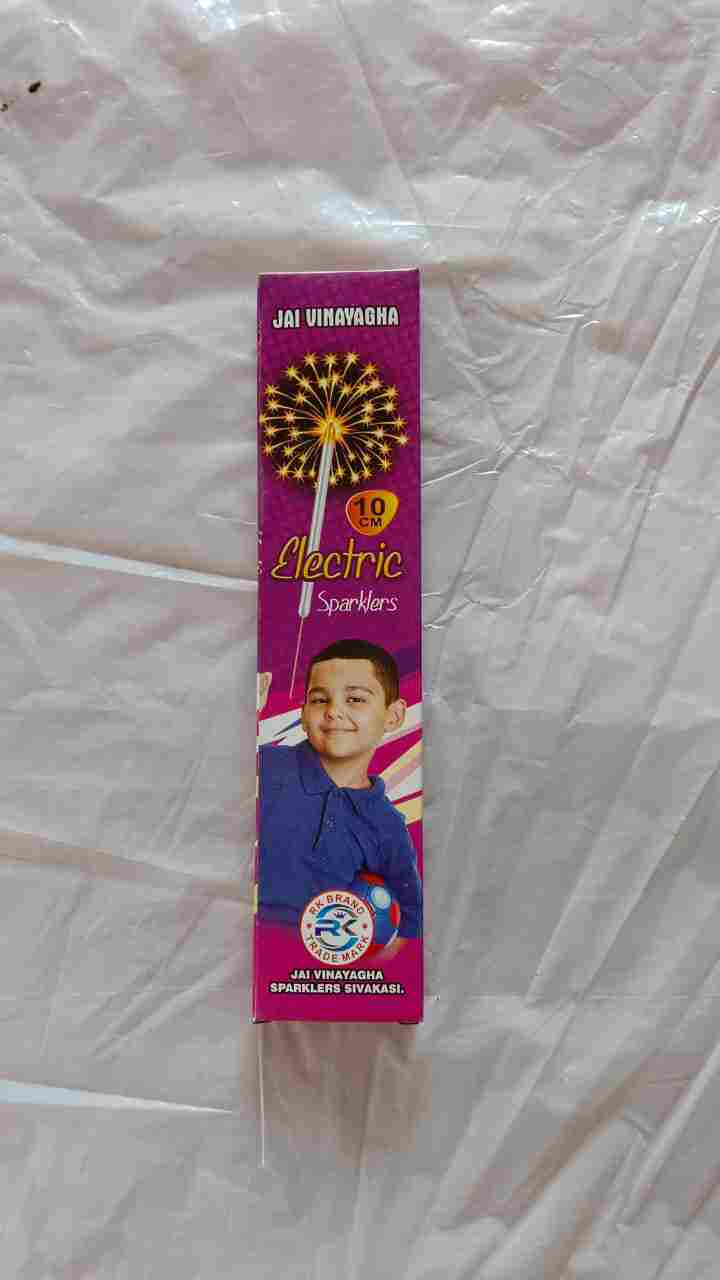 JAI VINAYAGHA
10
CM
Electric
Sparklers
RK BRAND
RK
TRADE MARK
JAI VINAYAGHA
SPARKLERS SIVAKASI.